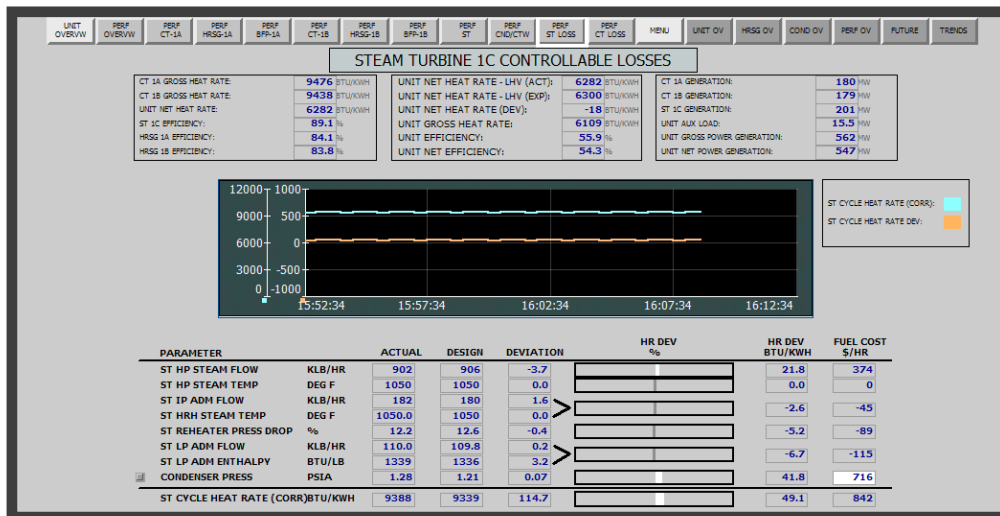 UNIT OVERVW PERF OVERVW PERF CT-1A PERF HRSG-1A PERF BFP-1A PERF CT-1B PERF HRSG-1B PERF BFP-1B PERF ST PERF CND/CTW PERF ST LOSS PERF CT LOSS MENU UNIT OV HRSG OV COND OV PERF OV FUTURE TRENDS
STEAM TURBINE 1C CONTROLLABLE LOSSES
CT 1A GROSS HEAT RATE: 9476 BTU/KWH
CT 1B GROSS HEAT RATE: 9438 BTU/KWH
UNIT NET HEAT RATE: 6282 BTU/KWH
ST 1C EFFICIENCY: 89.1 %
HRSG 1A EFFICIENCY: 84.1 %
HRSG 1B EFFICIENCY: 83.8 %
UNIT NET HEAT RATE - LHV (ACT): 6282 BTU/KWH
UNIT NET HEAT RATE - LHV (EXP): 6300 BTU/KWH
UNIT NET HEAT RATE (DEV): -18 BTU/KWH
UNIT GROSS HEAT RATE: 6109 BTU/KWH
UNIT EFFICIENCY: 55.9 %
UNIT NET EFFICIENCY: 54.3 %
CT 1A GENERATION: 180 MW
CT 1B GENERATION: 179 MW
ST 1C GENERATION: 201 MW
UNIT AUX LOAD: 15.5 MW
UNIT GROSS POWER GENERATION: 562 MW
UNIT NET POWER GENERATION: 547 MW
12000 1000
9000 500
6000 0
3000 -500
0 -1000
15:52:34 15:57:34 16:02:34 16:07:34 16:12:34
ST CYCLE HEAT RATE (CORR):
ST CYCLE HEAT RATE DEV:
PARAMETER ACTUAL DESIGN DEVIATION HR DEV % HR DEV BTU/KWH FUEL COST $/HR
ST HP STEAM FLOW KLB/HR 902 906 -3.7 21.8 374
ST HP STEAM TEMP DEG F 1050 1050 0.0 0.0 0
ST IP ADM FLOW KLB/HR 182 180 1.6
ST HRH STEAM TEMP DEG F 1050.0 1050 0.0 > -2.6 -45
ST REHEATER PRESS DROP % 12.2 12.6 -0.4 -5.2 -89
ST LP ADM FLOW KLB/HR 110.0 109.8 0.2
ST LP ADM ENTHALPY BTU/LB 1339 1336 3.2 > -6.7 -115
CONDENSER PRESS PSIA 1.28 1.21 0.07 41.8 716
ST CYCLE HEAT RATE (CORR)BTU/KWH 9388 9339 114.7 49.1 842